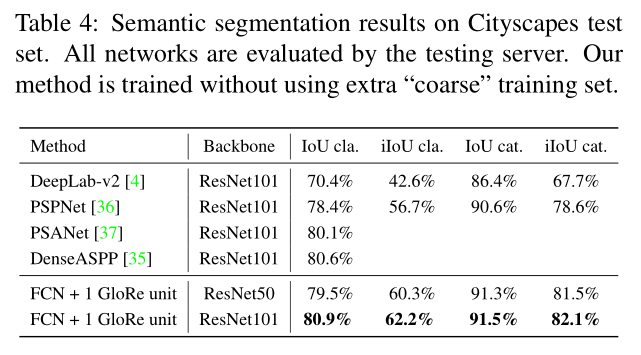 Table 4: Semantic segmentation results on Cityscapes test
set. All networks are evaluated by the testing server. Our
method is trained without using extra “coarse” training set.
Method Backbone IoU cla. iIoU cla. IoU cat. iIoU cat.
DeepLab-v2 [4] ResNet101 70.4% 42.6% 86.4% 67.7%
PSPNet [36] ResNet101 78.4% 56.7% 90.6% 78.6%
PSANet [37] ResNet101 80.1%
DenseASPP [35] ResNet101 80.6%
FCN + 1 GloRe unit ResNet50 79.5% 60.3% 91.3% 81.5%
FCN + 1 GloRe unit ResNet101 80.9% 62.2% 91.5% 82.1%